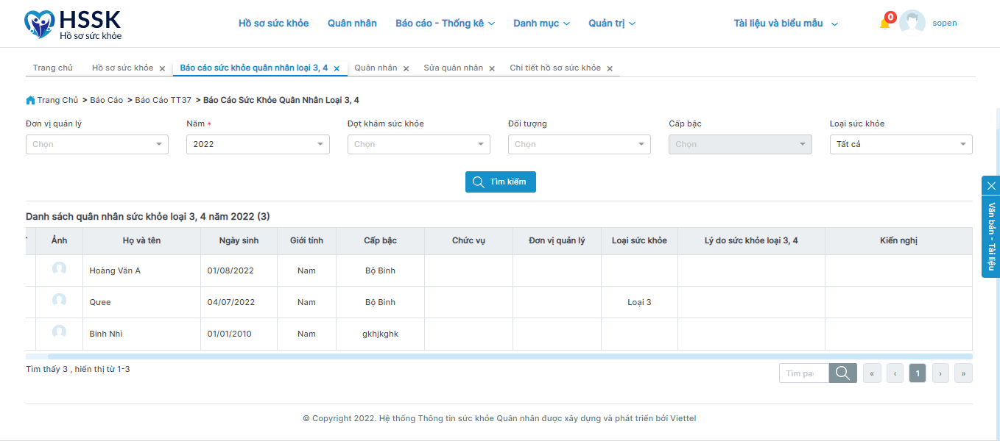 HSSK
Hồ sơ sức khỏe
Hồ sơ sức khỏe Quân nhân Báo cáo - Thống kê Danh mục Quản trị Tài liệu và biểu mẫu 0 sopen
Trang chủ Hồ sơ sức khỏe × Báo cáo sức khỏe quân nhân loại 3, 4 × Quân nhân × Sửa quân nhân × Chi tiết hồ sơ sức khỏe ×
Trang Chủ > Báo Cáo > Báo Cáo TT37 > Báo Cáo Sức Khỏe Quân Nhân Loại 3, 4
Đơn vị quản lý Năm * Đợt khám sức khỏe Đối tượng Cấp bậc Loại sức khỏe
Chọn 2022 Chọn Chọn Chọn Tất cả
Tìm kiếm
Danh sách quân nhân sức khỏe loại 3, 4 năm 2022 (3)
Ảnh Họ và tên Ngày sinh Giới tính Cấp bậc Chức vụ Đơn vị quản lý Loại sức khỏe Lý do sức khỏe loại 3, 4 Kiến nghị
Hoàng Văn A 01/08/2022 Nam Bộ Binh
Quree 04/07/2022 Nam Bộ Binh Loại 3
Binh Nhì 01/01/2010 Nam gkhjkghk
Tìm thấy 3 , hiển thị từ 1-3
Tìm pa « ‹ 1 › »
Văn bản - Tài liệu
© Copyright 2022. Hệ thống Thông tin sức khỏe Quân nhân được xây dựng và phát triển bởi Viettel